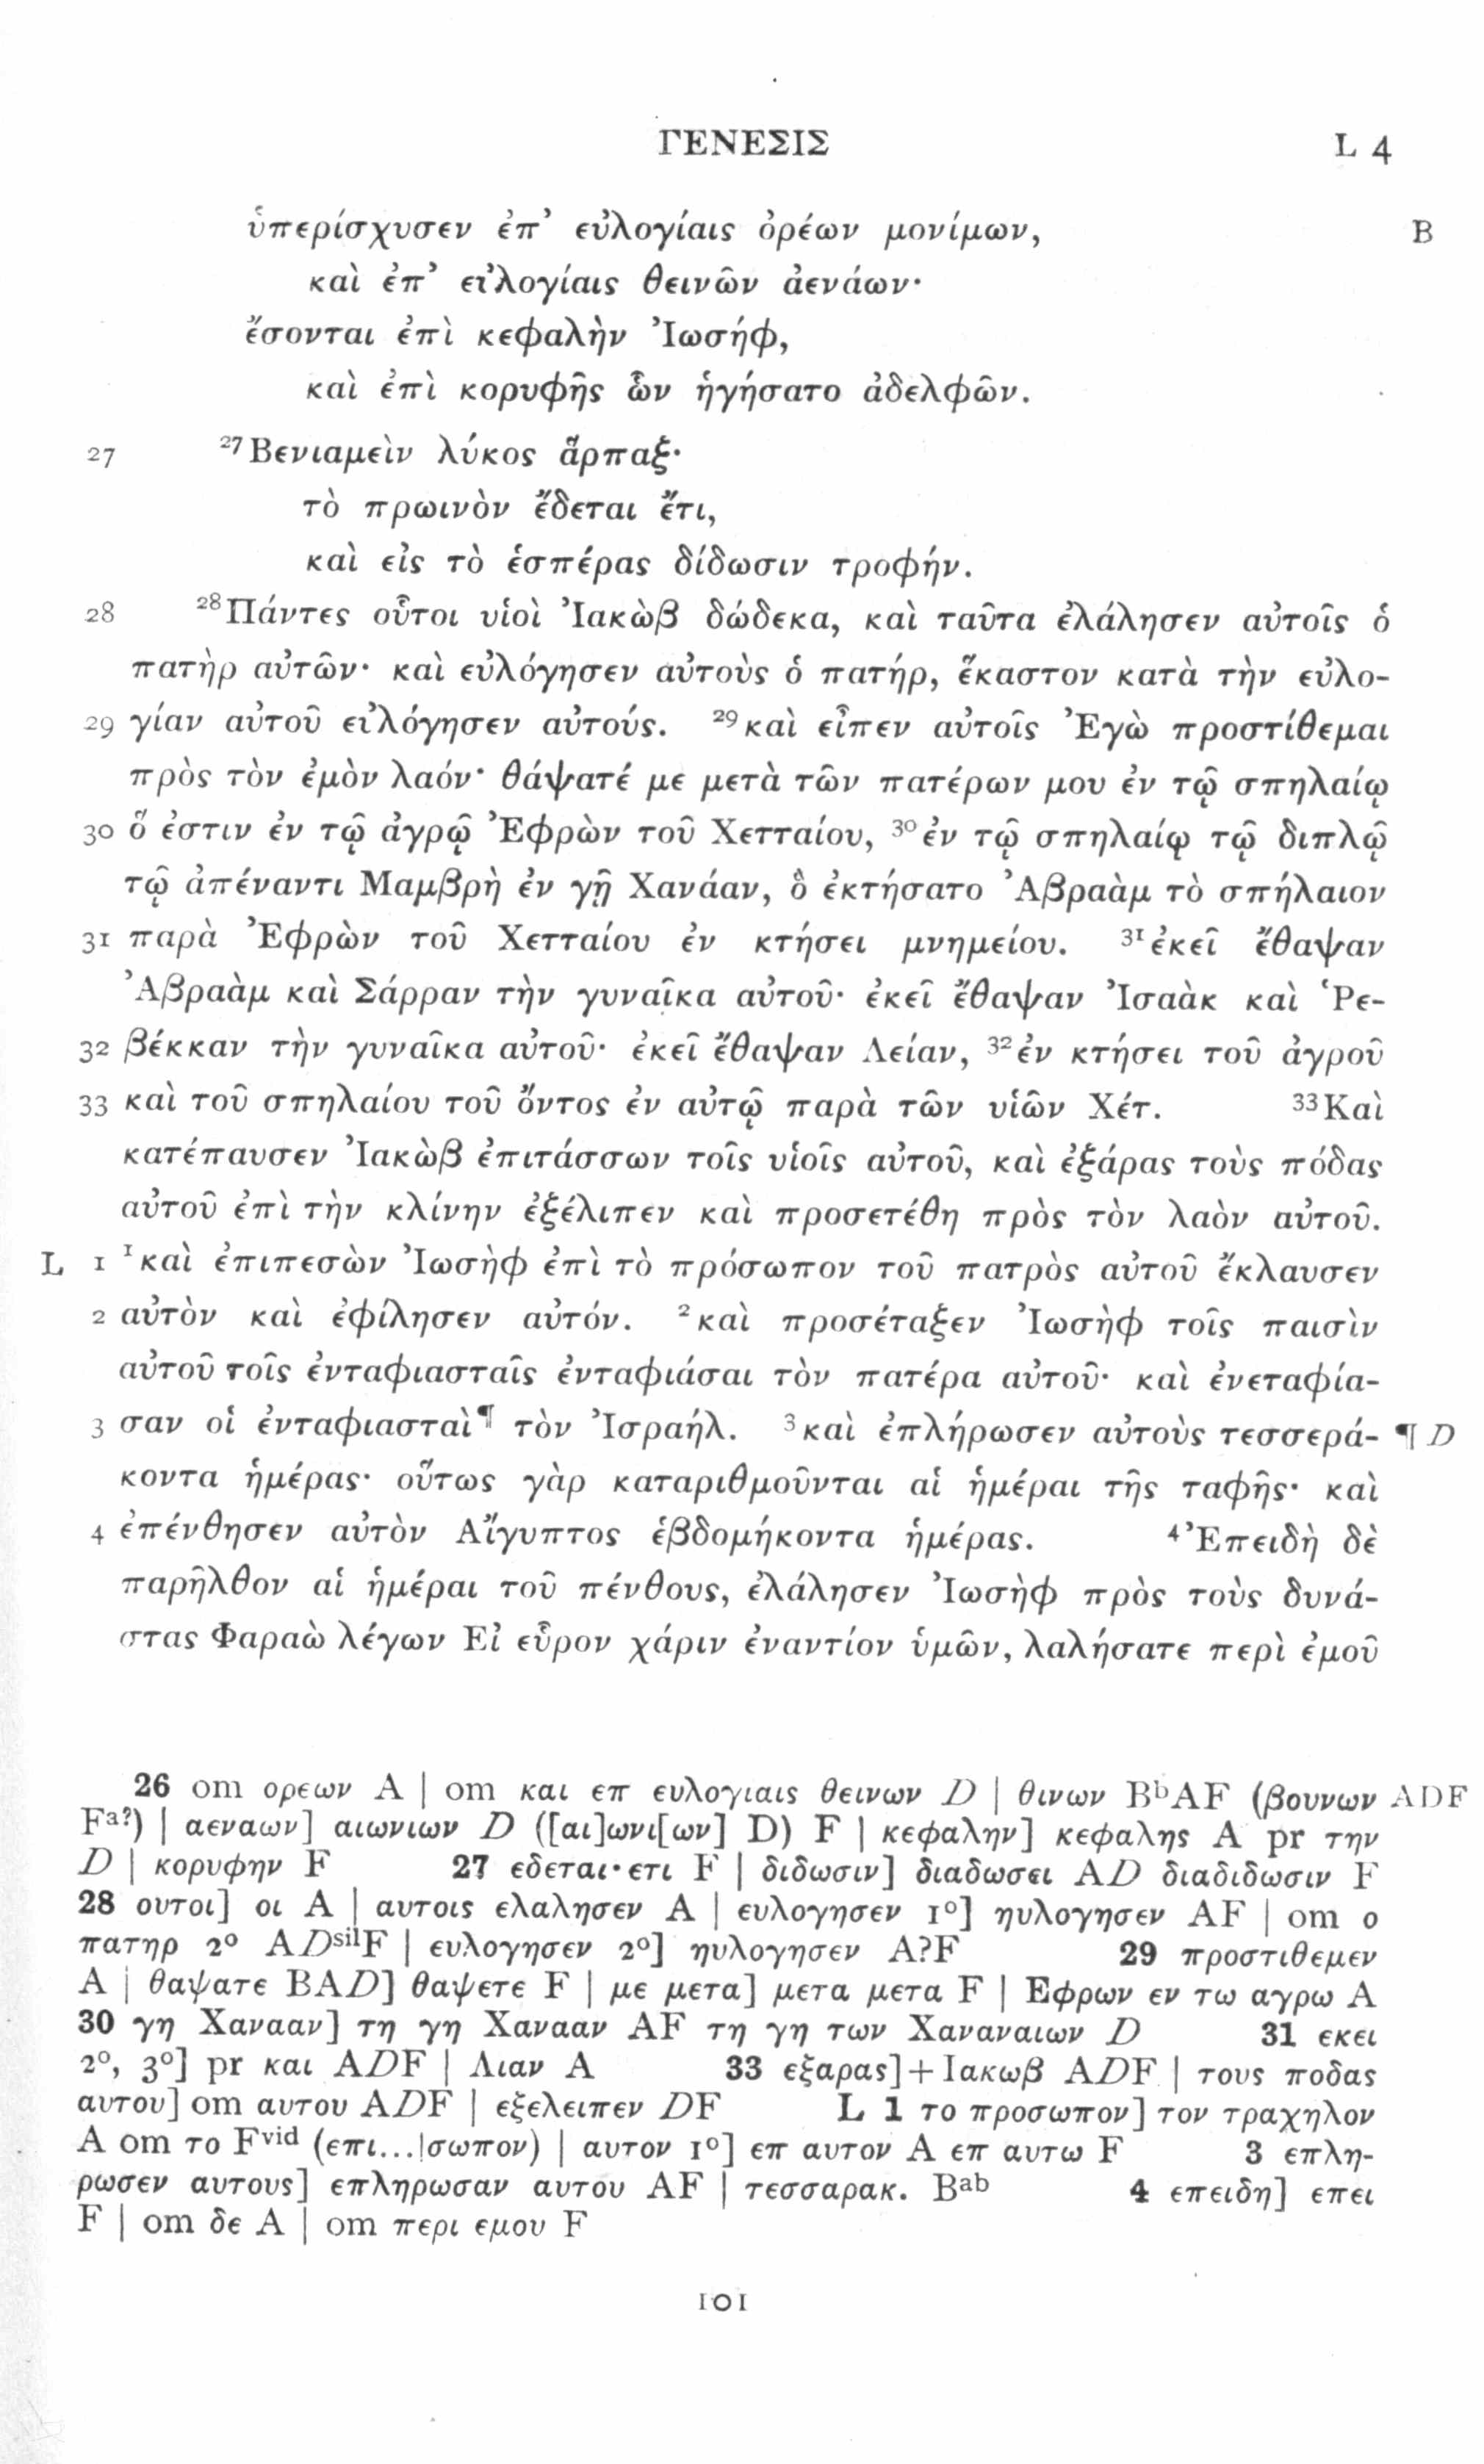 ΓΕΝΕΣΙΣ L 4
ὑπερίσχυσεν ἐπ᾽ εὐλογίαις ὀρέων μονίμων, B
καὶ ἐπ᾽ εὐλογίαις θεινῶν ἀενάων·
ἔσονται ἐπὶ κεφαλὴν Ἰωσήφ,
καὶ ἐπὶ κορυφῆς ὧν ἡγήσατο ἀδελφῶν.
27 ²⁷Βενιαμεὶν λύκος ἅρπαξ·
τὸ πρωινὸν ἔδεται ἔτι,
καὶ εἰς τὸ ἑσπέρας δίδωσιν τροφήν.
28 ²⁸Πάντες οὗτοι υἱοὶ Ἰακὼβ δώδεκα, καὶ ταῦτα ἐλάλησεν αὐτοῖς ὁ
πατὴρ αὐτῶν· καὶ εὐλόγησεν αὐτοὺς ὁ πατήρ, ἕκαστον κατὰ τὴν εὐλο-
29 γίαν αὐτοῦ εὐλόγησεν αὐτούς. ²⁹καὶ εἶπεν αὐτοῖς Ἐγὼ προστίθεμαι
πρὸς τὸν ἐμὸν λαόν· θάψατέ με μετὰ τῶν πατέρων μου ἐν τῷ σπηλαίῳ
30 ὅ ἐστιν ἐν τῷ ἀγρῷ Ἐφρὼν τοῦ Χετταίου, ³⁰ἐν τῷ σπηλαίῳ τῷ διπλῷ
τῷ ἀπέναντι Μαμβρὴ ἐν γῇ Χανάαν, ὃ ἐκτήσατο Ἀβραὰμ τὸ σπήλαιον
31 παρὰ Ἐφρὼν τοῦ Χετταίου ἐν κτήσει μνημείου. ³¹ἐκεῖ ἔθαψαν
Ἀβραὰμ καὶ Σάρραν τὴν γυναῖκα αὐτοῦ· ἐκεῖ ἔθαψαν Ἰσαὰκ καὶ Ῥε-
32 βέκκαν τὴν γυναῖκα αὐτοῦ· ἐκεῖ ἔθαψαν Λείαν, ³²ἐν κτήσει τοῦ ἀγροῦ
33 καὶ τοῦ σπηλαίου τοῦ ὄντος ἐν αὐτῷ παρὰ τῶν υἱῶν Χέτ. ³³Καὶ
κατέπαυσεν Ἰακὼβ ἐπιτάσσων τοῖς υἱοῖς αὐτοῦ, καὶ ἐξάρας τοὺς πόδας
αὐτοῦ ἐπὶ τὴν κλίνην ἐξέλιπεν καὶ προσετέθη πρὸς τὸν λαὸν αὐτοῦ.
L 1 ¹καὶ ἐπιπεσὼν Ἰωσὴφ ἐπὶ τὸ πρόσωπον τοῦ πατρὸς αὐτοῦ ἔκλαυσεν
2 αὐτὸν καὶ ἐφίλησεν αὐτόν. ²καὶ προσέταξεν Ἰωσὴφ τοῖς παισὶν
αὐτοῦ τοῖς ἐνταφιασταῖς ἐνταφιάσαι τὸν πατέρα αὐτοῦ· καὶ ἐνεταφία-
3 σαν οἱ ἐνταφιασταὶ¶ τὸν Ἰσραήλ. ³καὶ ἐπλήρωσεν αὐτοὺς τεσσερά- ¶ D
κοντα ἡμέρας· οὕτως γὰρ καταριθμοῦνται αἱ ἡμέραι τῆς ταφῆς· καὶ
4 ἐπένθησεν αὐτὸν Αἴγυπτος ἑβδομήκοντα ἡμέρας. ⁴Ἐπειδὴ δὲ
παρῆλθον αἱ ἡμέραι τοῦ πένθους, ἐλάλησεν Ἰωσὴφ πρὸς τοὺς δυνά-
στας Φαραὼ λέγων Εἰ εὗρον χάριν ἐναντίον ὑμῶν, λαλήσατε περὶ ἐμοῦ
26 om ορεων A | om και επ ευλογιαις θεινων D | θινων BᵇAF (βουνων ADF
Fᵃ?) | αεναων] αιωνιων D ([αι]ωνι[ων] D) F | κεφαλην] κεφαλης A pr την
D | κορυφην F 27 εδεται· ετι F | διδωσιν] διαδωσει AD διαδιδωσιν F
28 ουτοι] οι A | αυτοις ελαλησεν A | ευλογησεν 1°] ηυλογησεν AF | om ο
πατηρ 2° ADˢⁱˡF | ευλογησεν 2°] ηυλογησεν A?F 29 προστιθεμεν
A | θαψατε BAD] θαψετε F | με μετα] μετα μετα F | Εφρων εν τω αγρω A
30 γη Χανααν] τη γη Χανααν AF τη γη των Χαναναιων D 31 εκει
2°, 3°] pr και ADF | Λιαν A 33 εξαρας]+Ιακωβ ADF | τους ποδας
αυτου] om αυτου ADF | εξελειπεν DF L 1 το προσωπον] τον τραχηλον
A om το Fᵛⁱᵈ (επι...|σωπον) | αυτον 1°] επ αυτον A επ αυτω F 3 επλη-
ρωσεν αυτους] επληρωσαν αυτου AF | τεσσαρακ. Bᵃᵇ 4 επειδη] επει
F | om δε A | om περι εμου F
101